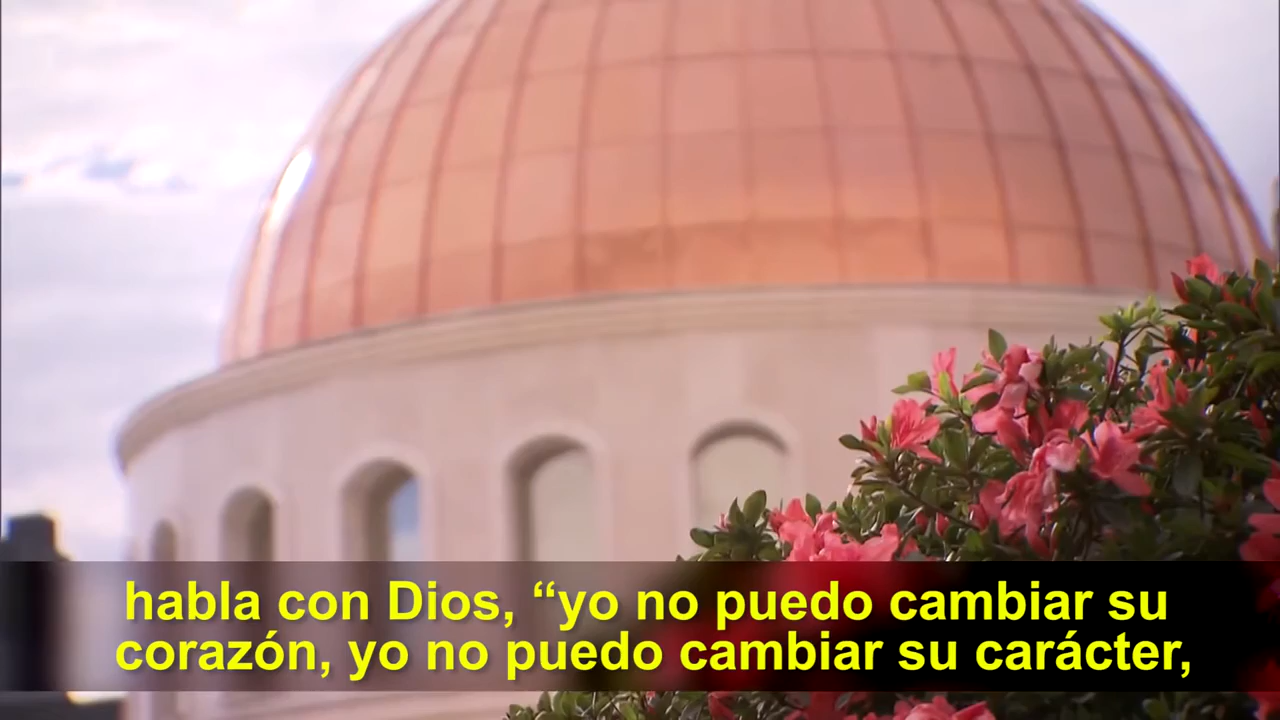 habla con Dios, “yo no puedo cambiar su
corazón, yo no puedo cambiar su carácter,